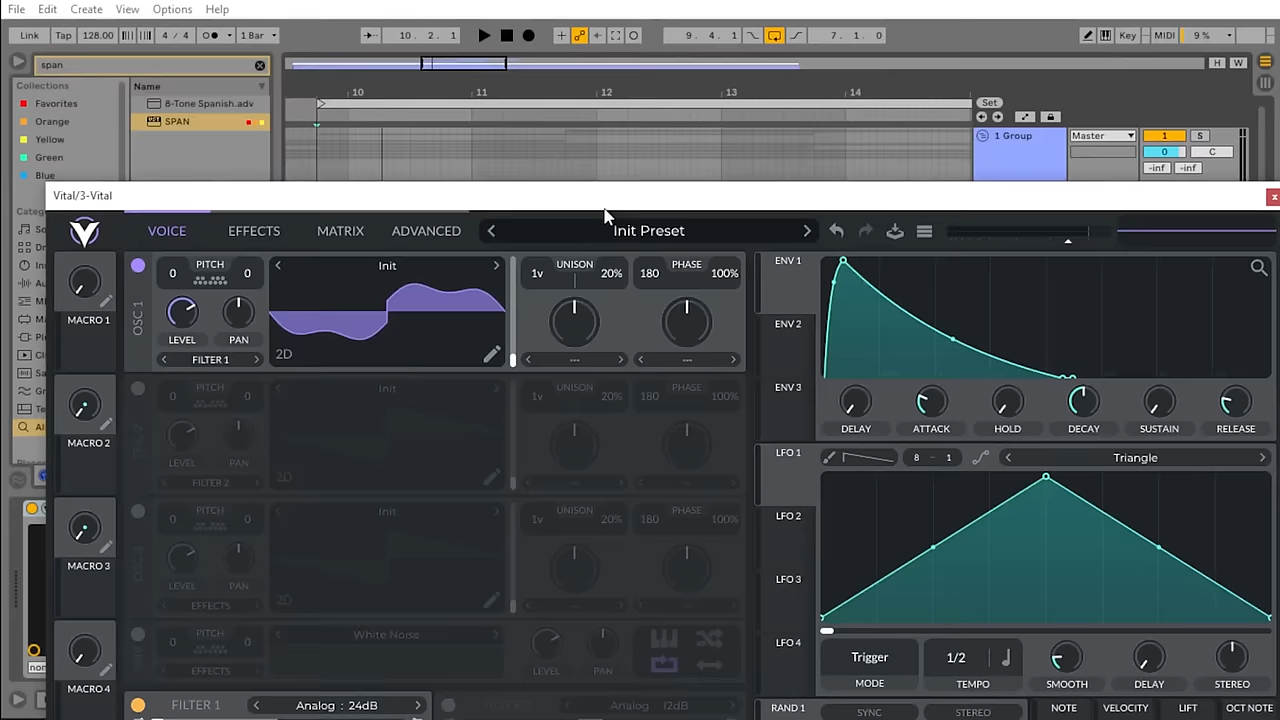 File Edit Create View Options Help
Link Tap 128.00 4 / 4 1 Bar 10. 2. 1 9. 4. 1 7. 1. 0 Key MIDI 9 %
span H W
Collections Name 10 11 12 13 14
Favorites 8-Tone Spanish.adv Set
Orange SPAN
Yellow 1 Group Master 1 S
Green 0 C
Blue -inf -inf
Vital/3-Vital
VOICE EFFECTS MATRIX ADVANCED Init Preset
MACRO 1 OSC 1 0 PITCH 0 Init 1v UNISON 20% 180 PHASE 100% ENV 1
LEVEL PAN 2D
FILTER 1 --- ---
ENV 2
MACRO 2 0 PITCH 0 Init 1v UNISON 20% 180 PHASE 100% ENV 3
LEVEL PAN 2D
FILTER 2
DELAY ATTACK HOLD DECAY SUSTAIN RELEASE
LFO 1 8 - 1 Triangle
MACRO 3 0 PITCH 0 Init 1v UNISON 20% 180 PHASE 100% LFO 2
LEVEL PAN 2D
EFFECTS LFO 3
MACRO 4 0 PITCH 0 White Noise LEVEL PAN LFO 4
EFFECTS
Trigger 1/2
MODE TEMPO SMOOTH DELAY STEREO
FILTER 1 Analog : 24dB Analog : 12dB RAND 1 SYNC STEREO NOTE VELOCITY LIFT OCT NOTE